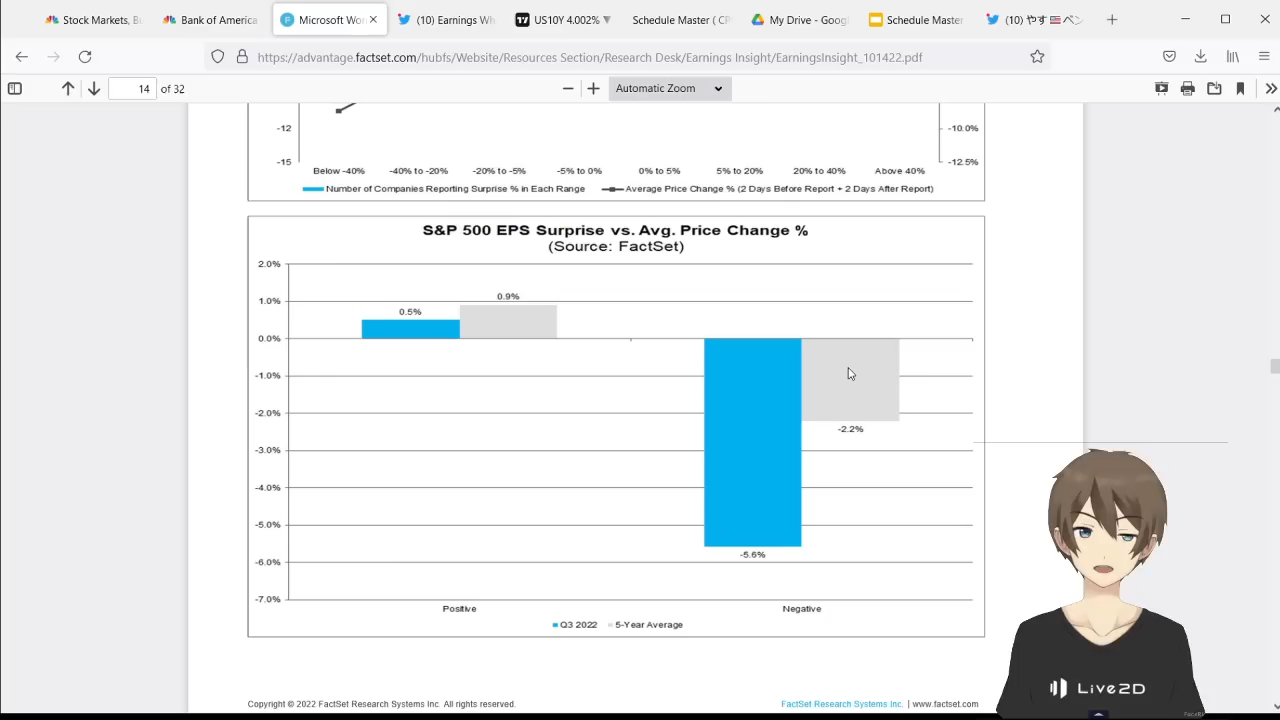 Stock Markets, Bu
Bank of America
Microsoft Wor
(10) Earnings Wh
US10Y 4.002% ▼
Schedule Master ( CP
My Drive - Googl
Schedule Master
(10) やす🇺🇸ペン
https://advantage.factset.com/hubfs/Website/Resources Section/Research Desk/Earnings Insight/EarningsInsight_101422.pdf
14 of 32
Automatic Zoom
-12
-10.0%
-15
-12.5%
Below -40% -40% to -20% -20% to -5% -5% to 0% 0% to 5% 5% to 20% 20% to 40% Above 40%
Number of Companies Reporting Surprise % in Each Range Average Price Change % (2 Days Before Report + 2 Days After Report)
S&P 500 EPS Surprise vs. Avg. Price Change %
(Source: FactSet)
2.0%
1.0%
0.0%
-1.0%
-2.0%
-3.0%
-4.0%
-5.0%
-6.0%
-7.0%
0.5%
0.9%
-5.6%
-2.2%
Positive Negative
Q3 2022 5-Year Average
Copyright © 2022 FactSet Research Systems Inc. All rights reserved.
FactSet Research Systems Inc. | www.factset.com
Live2D